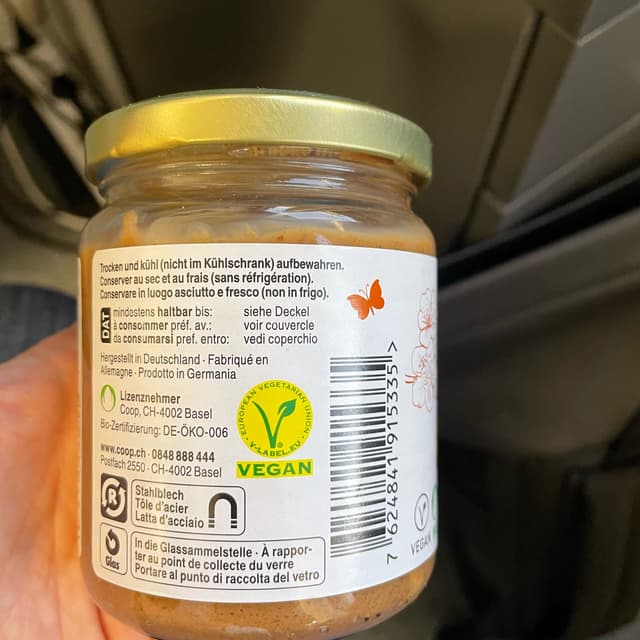 Trocken und kühl (nicht im Kühlschrank) aufbewahren.
Conserver au sec et au frais (sans réfrigération).
Conservare in luogo asciutto e fresco (non in frigo).
DAT
mindestens haltbar bis: siehe Deckel
à consommer préf. av.: voir couvercle
da consumarsi pref. entro: vedi coperchio
Hergestellt in Deutschland · Fabriqué en
Allemagne · Prodotto in Germania
Lizenznehmer
Coop, CH-4002 Basel
Bio-Zertifizierung: DE-ÖKO-006
www.coop.ch · 0848 888 444
Postfach 2550 · CH-4002 Basel
EUROPEAN VEGETARIAN UNION
· V-LABEL.EU ·
VEGAN
R
Stahlblech
Tôle d'acier
Latta d'acciaio
Glas
In die Glassammelstelle · À rappor-
ter au point de collecte du verre
Portare al punto di raccolta del vetro
7 624841 915335 >
VEGAN